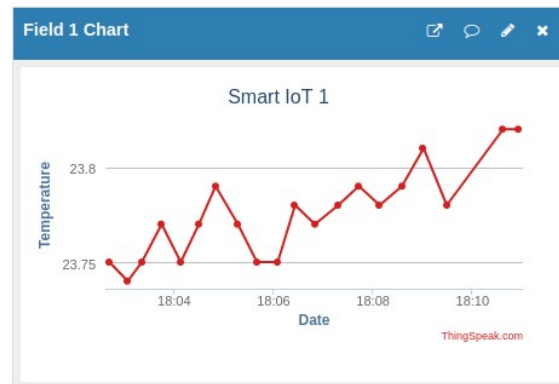 Field 1 Chart
Smart IoT 1
Temperature
23.8
23.75
18:04 18:06 18:08 18:10
Date
ThingSpeak.com